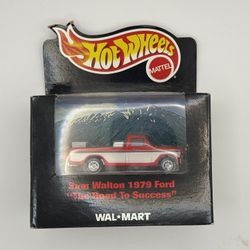 Hot Wheels
MATTEL
Sam Walton 1979 Ford
"The Road To Success"
WAL★MART